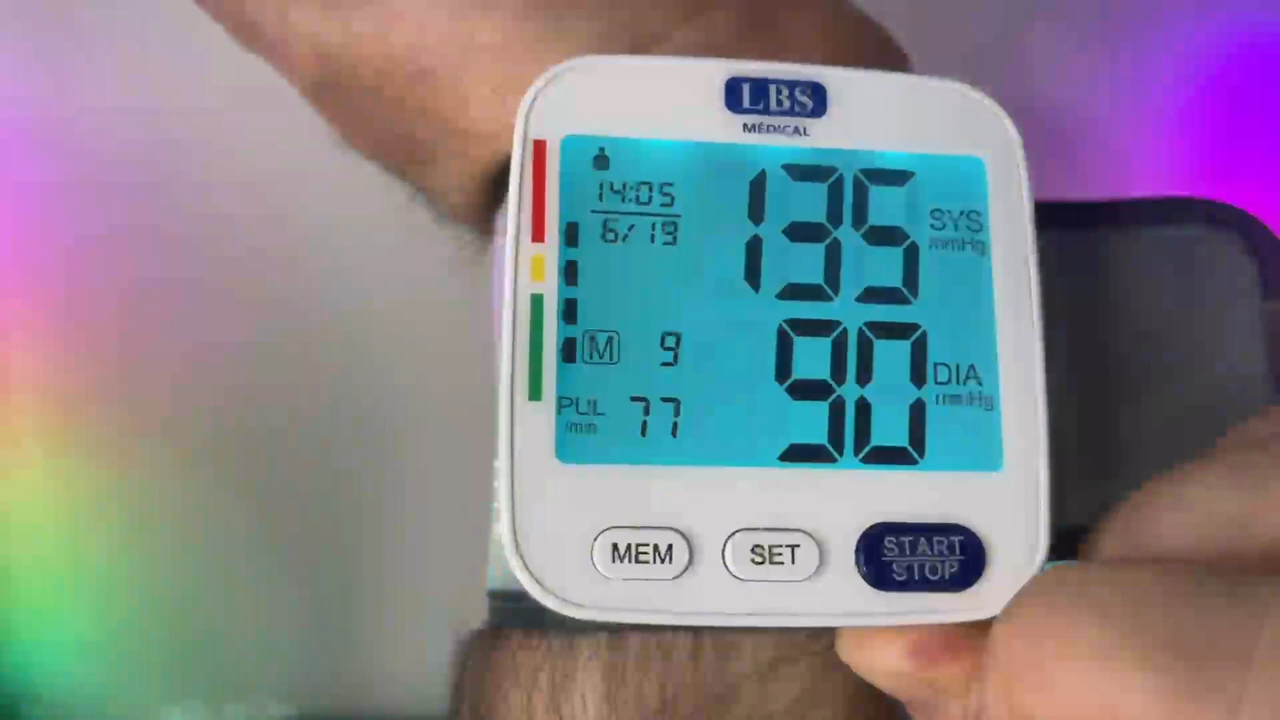 LBS
MEDICAL
14:05
6/19
135
SYS
mmHg
M 9
90
DIA
mmHg
PUL
/min
77
MEM
SET
START
STOP